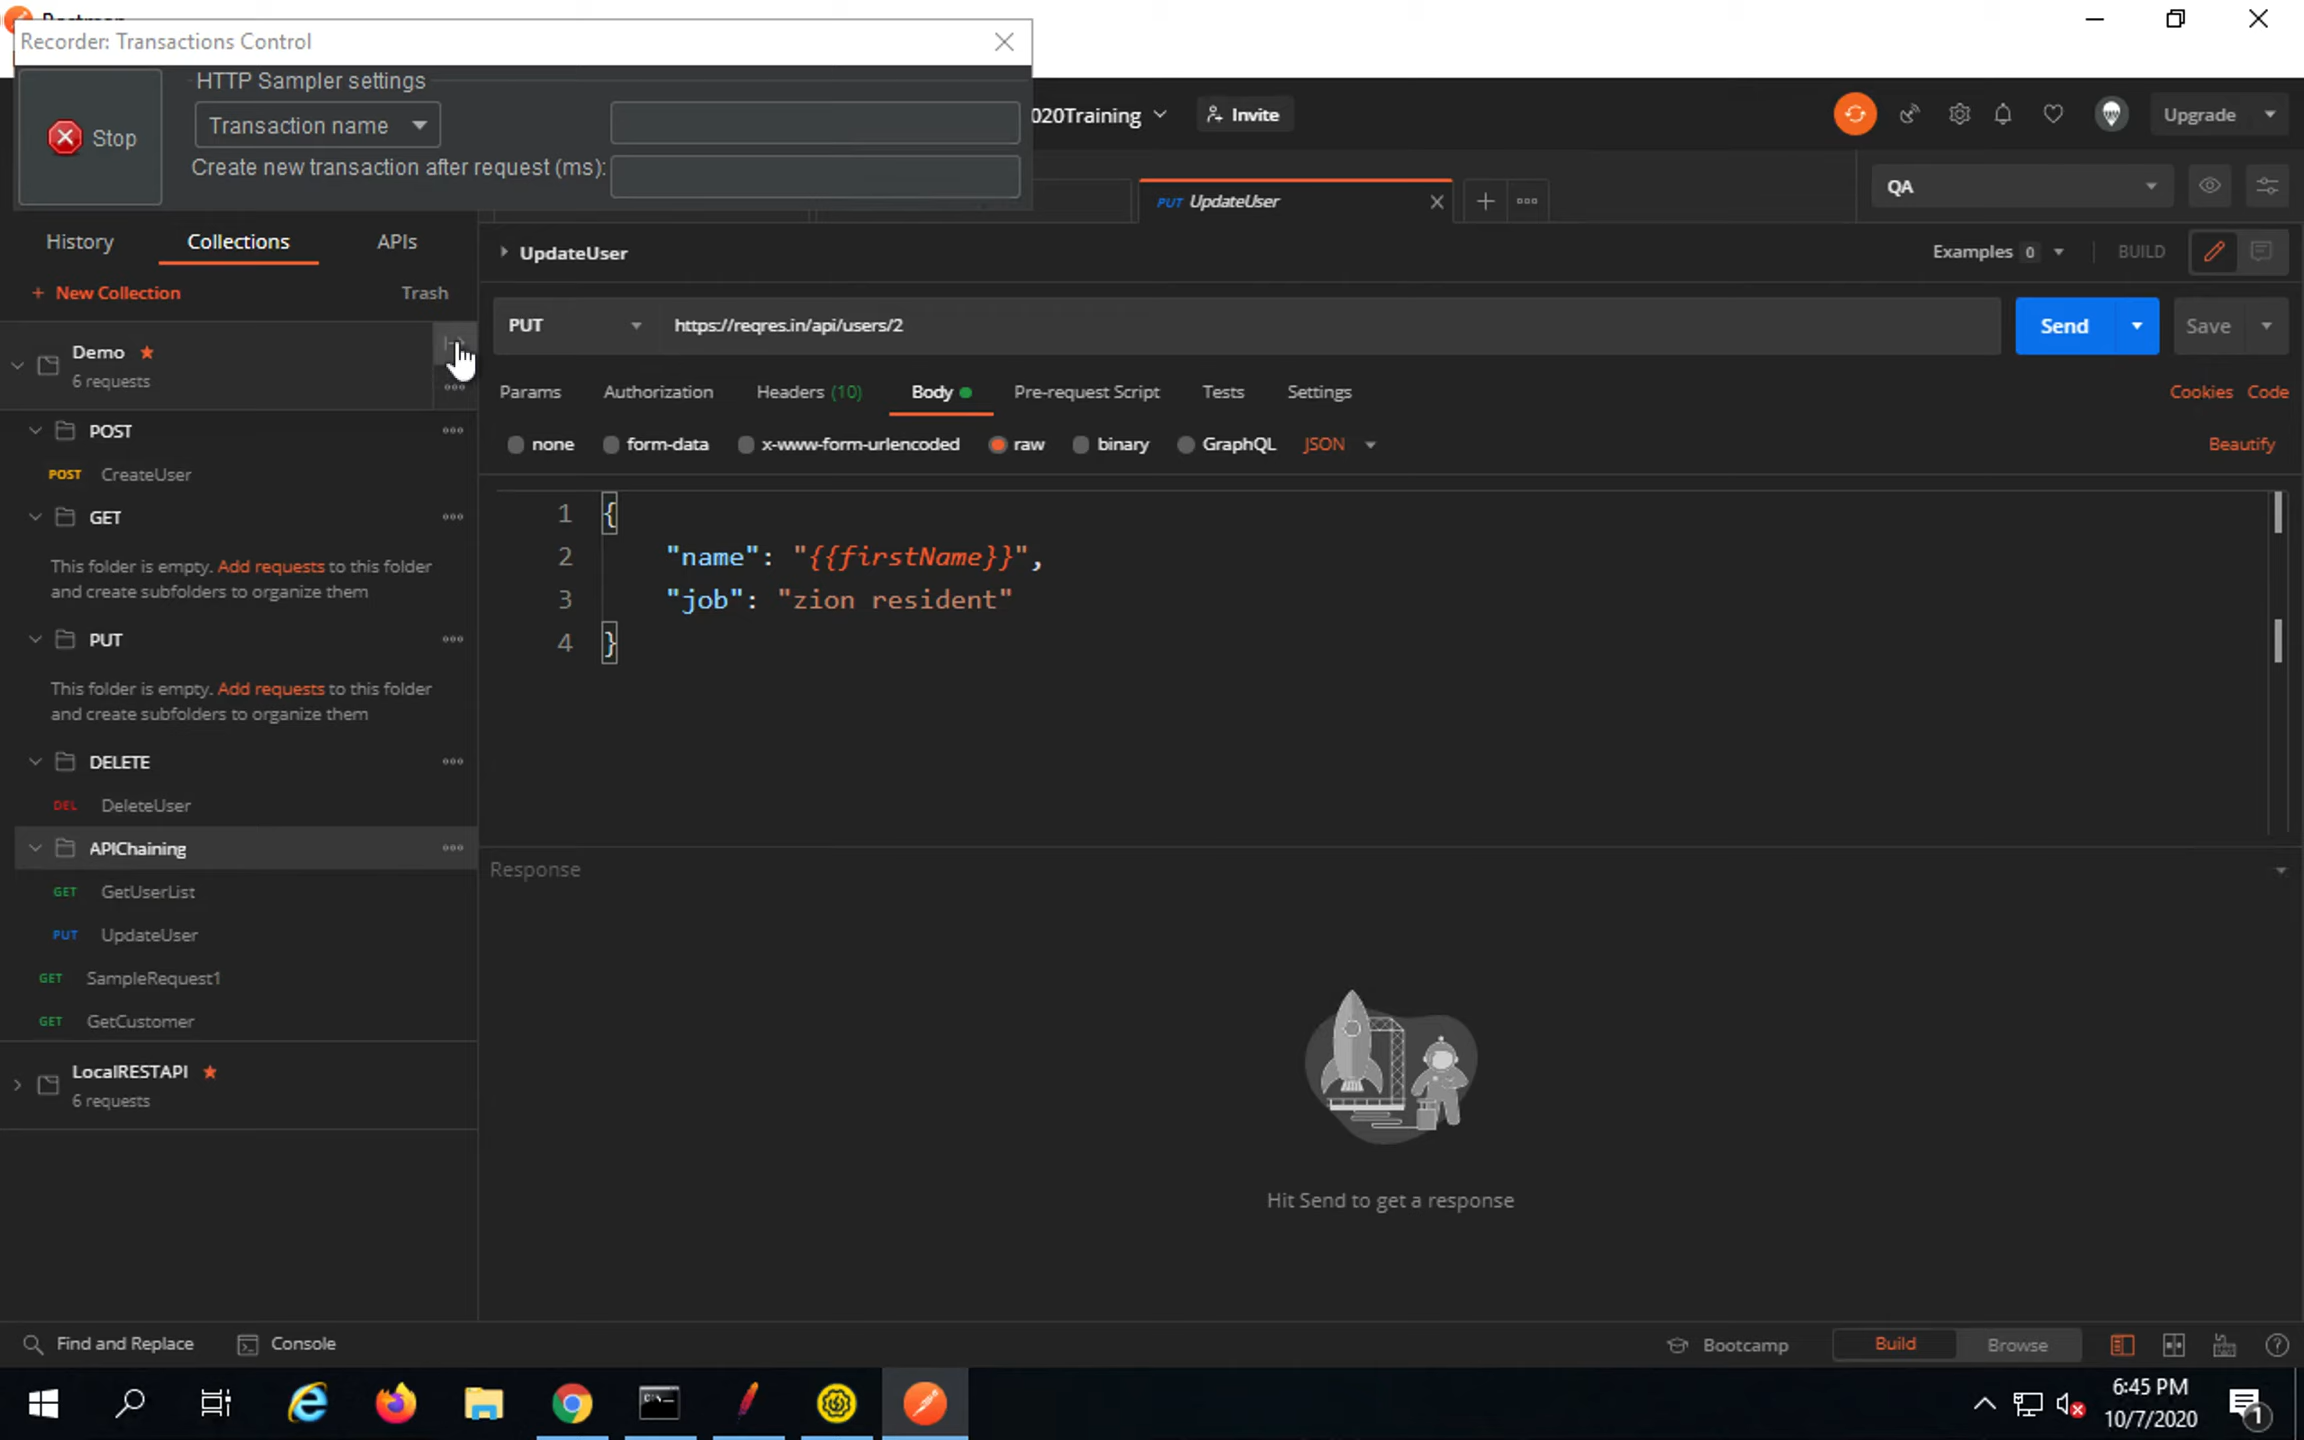 Recorder: Transactions Control
HTTP Sampler settings
Stop
Transaction name
Create new transaction after request (ms):
020Training
Invite
Upgrade
PUT UpdateUser
QA
History
Collections
APIs
+ New Collection
Trash
Demo
6 requests
POST
POST CreateUser
GET
This folder is empty. Add requests to this folder
and create subfolders to organize them
PUT
This folder is empty. Add requests to this folder
and create subfolders to organize them
DELETE
DEL DeleteUser
APIChaining
GET GetUserList
PUT UpdateUser
GET SampleRequest1
GET GetCustomer
LocalRESTAPI
6 requests
UpdateUser
Examples 0
BUILD
PUT
https://reqres.in/api/users/2
Send
Save
Params
Authorization
Headers (10)
Body
Pre-request Script
Tests
Settings
Cookies
Code
none
form-data
x-www-form-urlencoded
raw
binary
GraphQL
JSON
Beautify
1 {
2 "name": "{{firstName}}",
3 "job": "zion resident"
4 }
Response
Hit Send to get a response
Find and Replace
Console
Bootcamp
Build
Browse
6:45 PM
10/7/2020
1